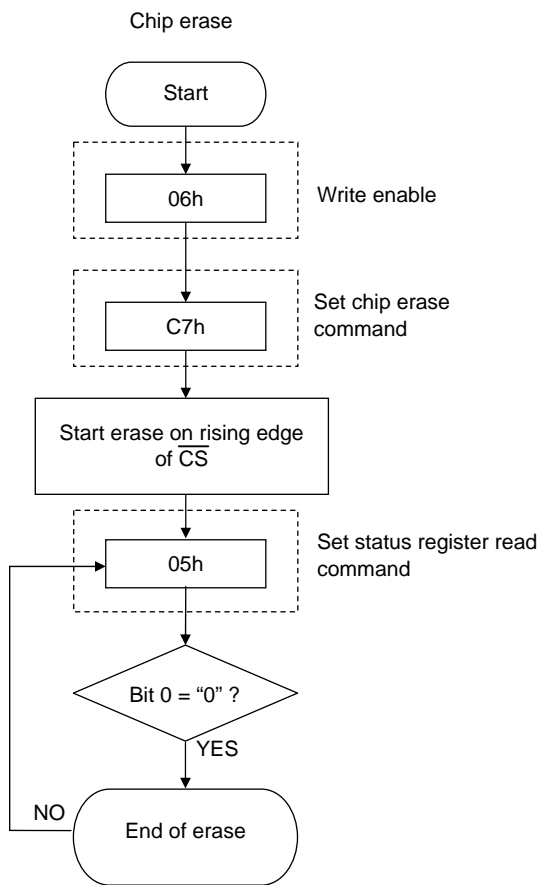 Chip erase
Start
06h
Write enable
C7h
Set chip erase
command
Start erase on rising edge
of C̅S̅
05h
Set status register read
command
Bit 0 = “0” ?
YES
NO
End of erase